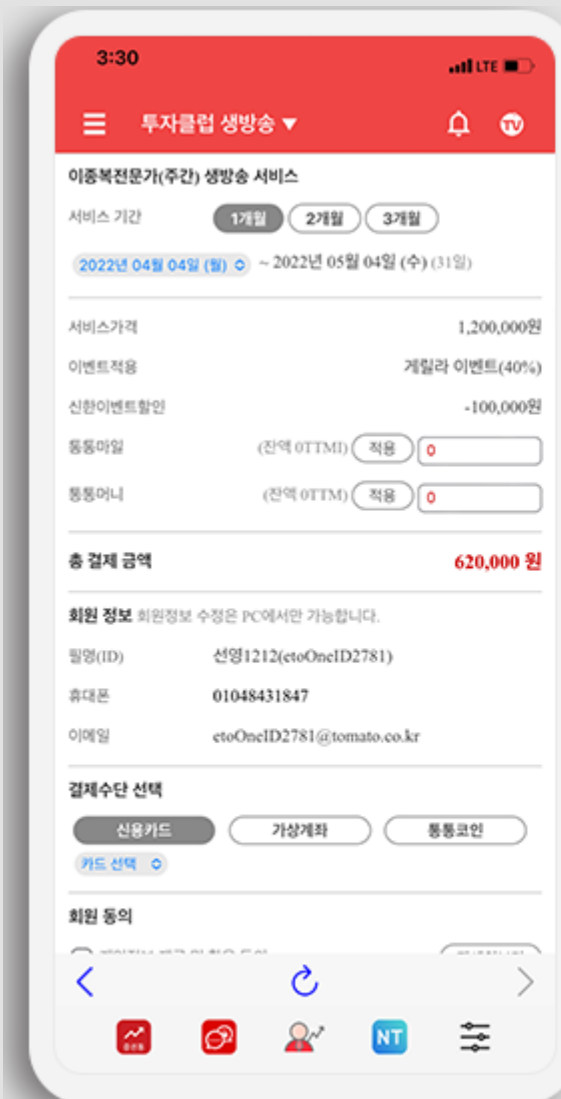 3:30
LTE
투자클럽 생방송 ▼
TV
이종복전문가(주간) 생방송 서비스
서비스 기간 1개월 2개월 3개월
2022년 04월 04일 (월) ~ 2022년 05월 04일 (수) (31일)
서비스가격 1,200,000원
이벤트적용 게릴라 이벤트(40%)
신한이벤트할인 -100,000원
통통마일 (잔액 0TTMI) 적용 0
통통머니 (잔액 0TTM) 적용 0
총 결제 금액 620,000 원
회원 정보 회원정보 수정은 PC에서만 가능합니다.
필명(ID) 선영1212(etoOneID2781)
휴대폰 01048431847
이메일 etoOneID2781@tomato.co.kr
결제수단 선택
신용카드 가상계좌 통통코인
카드 선택
회원 동의
NT